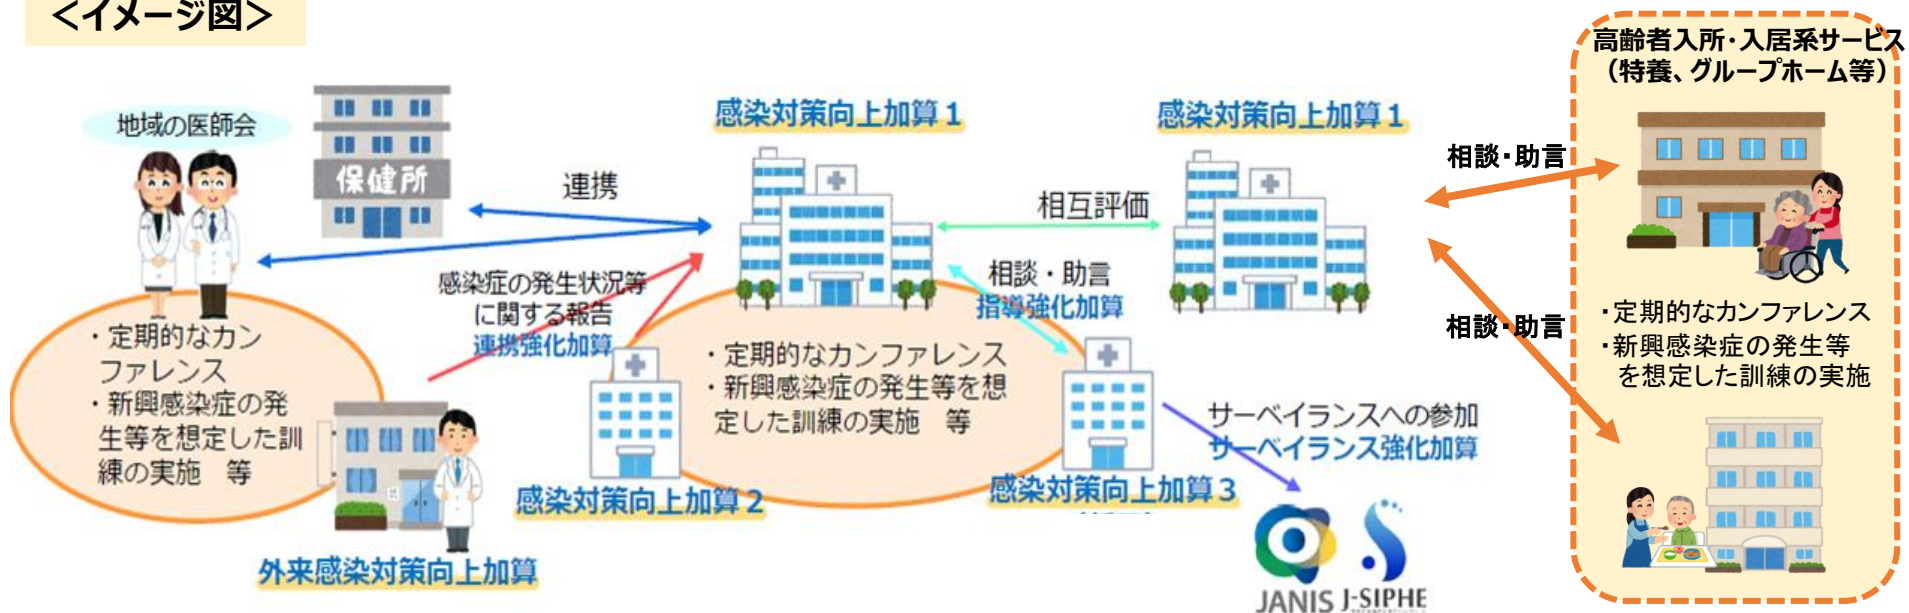 ＜イメージ図＞
地域の医師会
保健所
連携
感染対策向上加算１
相互評価
感染対策向上加算１
相談・助言
高齢者入所・入居系サービス
（特養、グループホーム等）
感染症の発生状況等
に関する報告
連携強化加算
相談・助言
指導強化加算
・定期的なカン
ファレンス
・新興感染症の発
生等を想定した訓
練の実施　等
・定期的なカンファレンス
・新興感染症の発生等を想
定した訓練の実施　等
相談・助言
・定期的なカンファレンス
・新興感染症の発生等
を想定した訓練の実施
サーベイランスへの参加
サーベイランス強化加算
感染対策向上加算２
感染対策向上加算３
外来感染対策向上加算
JANIS
J-SIPHE